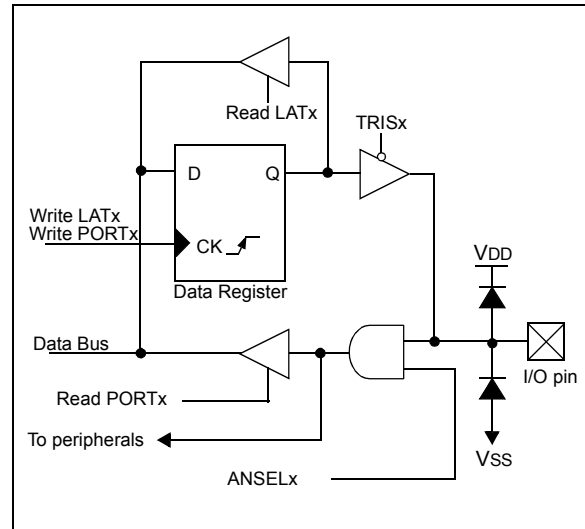 Read LATx
TRISx
D
Q
Write LATx
Write PORTx
CK
VDD
Data Register
Data Bus
I/O pin
Read PORTx
To peripherals
VSS
ANSELx